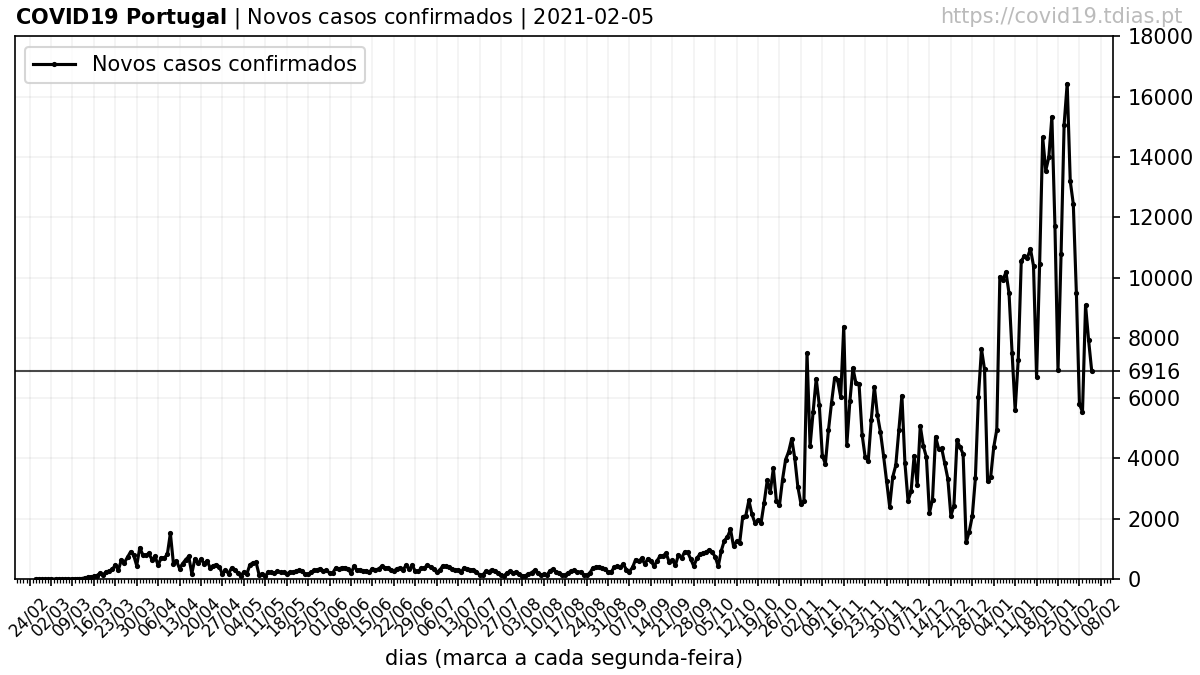 COVID19 Portugal | Novos casos confirmados | 2021-02-05
https://covid19.tdias.pt
Novos casos confirmados
18000
16000
14000
12000
10000
8000
6916
6000
4000
2000
0
24/02 02/03 09/03 16/03 23/03 30/03 06/04 13/04 20/04 27/04 04/05 11/05 18/05 25/05 01/06 08/06 15/06 22/06 29/06 06/07 13/07 20/07 27/07 03/08 10/08 17/08 24/08 31/08 07/09 14/09 21/09 28/09 05/10 12/10 19/10 26/10 02/11 09/11 16/11 23/11 30/11 07/12 14/12 21/12 28/12 04/01 11/01 18/01 25/01 01/02 08/02
dias (marca a cada segunda-feira)